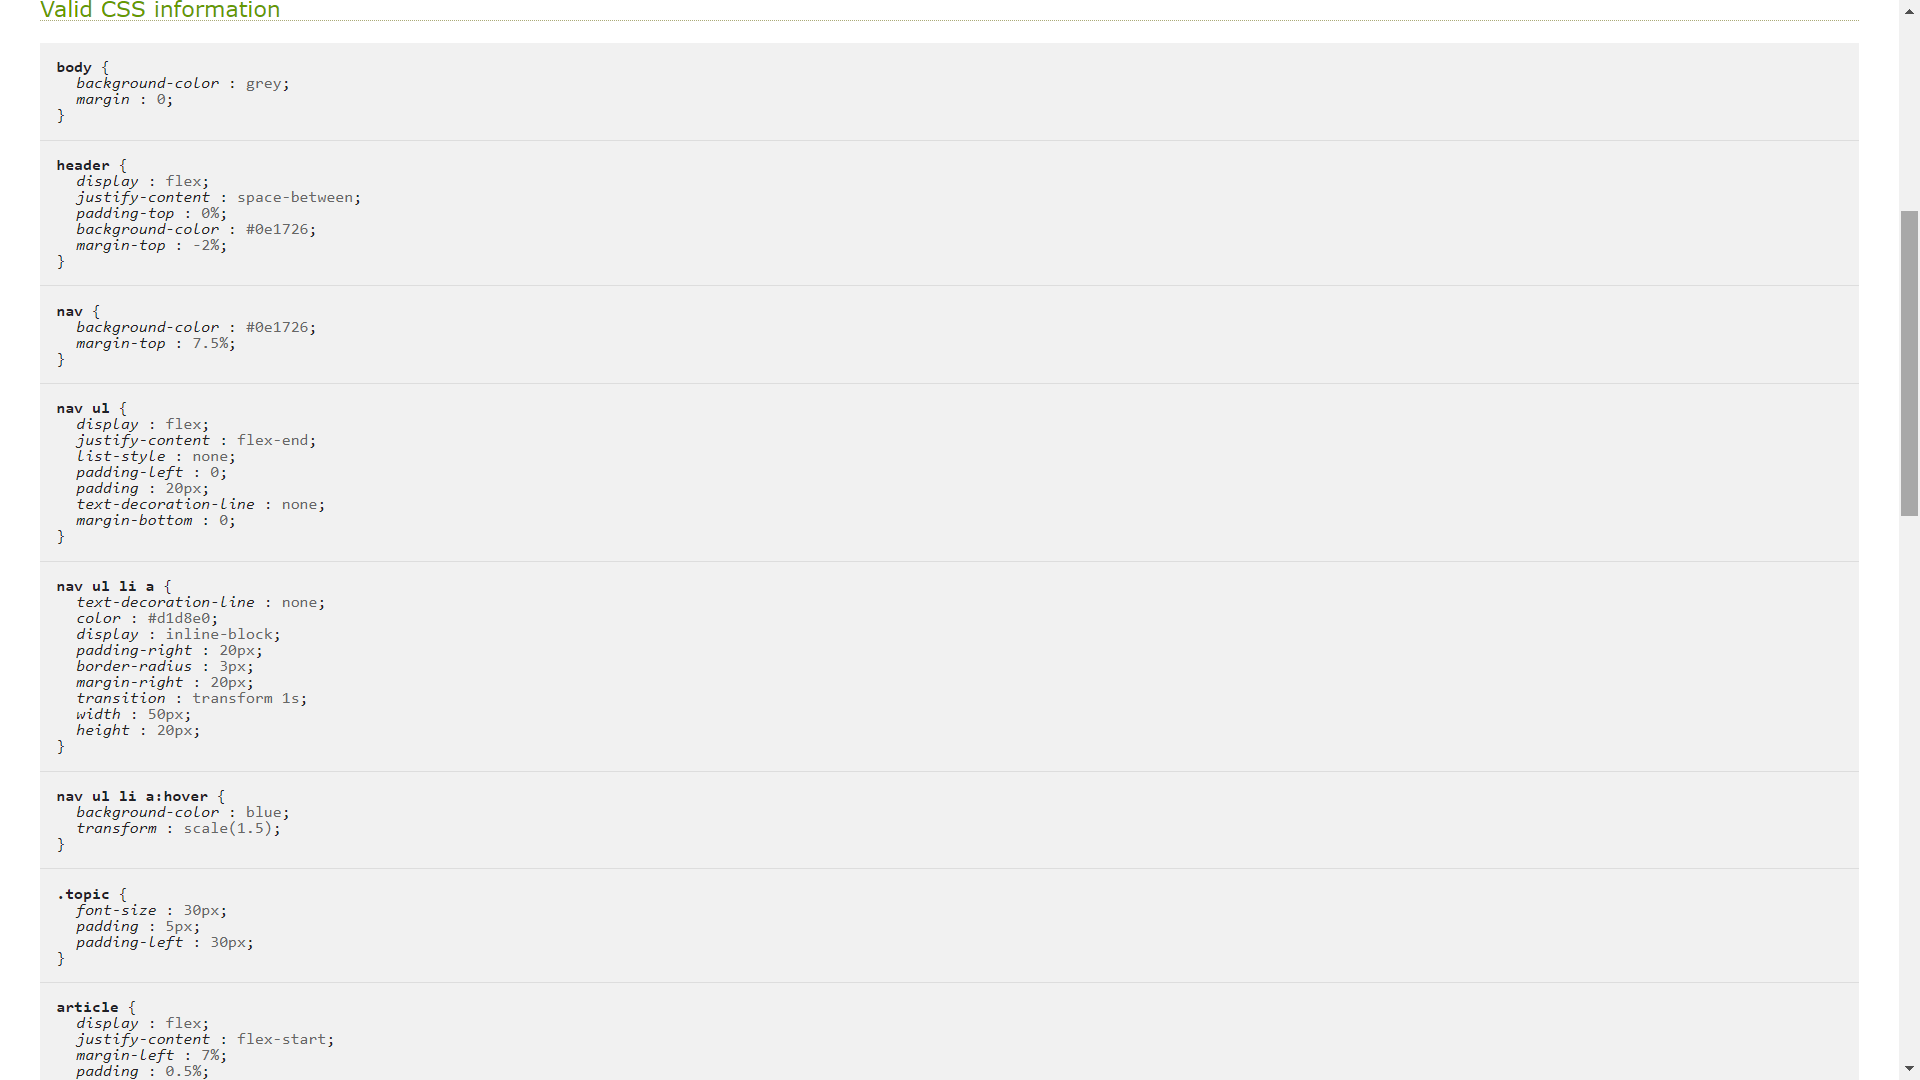 Valid CSS information
body {
background-color : grey;
margin : 0;
}
header {
display : flex;
justify-content : space-between;
padding-top : 0%;
background-color : #0e1726;
margin-top : -2%;
}
nav {
background-color : #0e1726;
margin-top : 7.5%;
}
nav ul {
display : flex;
justify-content : flex-end;
list-style : none;
padding-left : 0;
padding : 20px;
text-decoration-line : none;
margin-bottom : 0;
}
nav ul li a {
text-decoration-line : none;
color : #d1d8e0;
display : inline-block;
padding-right : 20px;
border-radius : 3px;
margin-right : 20px;
transition : transform 1s;
width : 50px;
height : 20px;
}
nav ul li a:hover {
background-color : blue;
transform : scale(1.5);
}
.topic {
font-size : 30px;
padding : 5px;
padding-left : 30px;
}
article {
display : flex;
justify-content : flex-start;
margin-left : 7%;
padding : 0.5%;